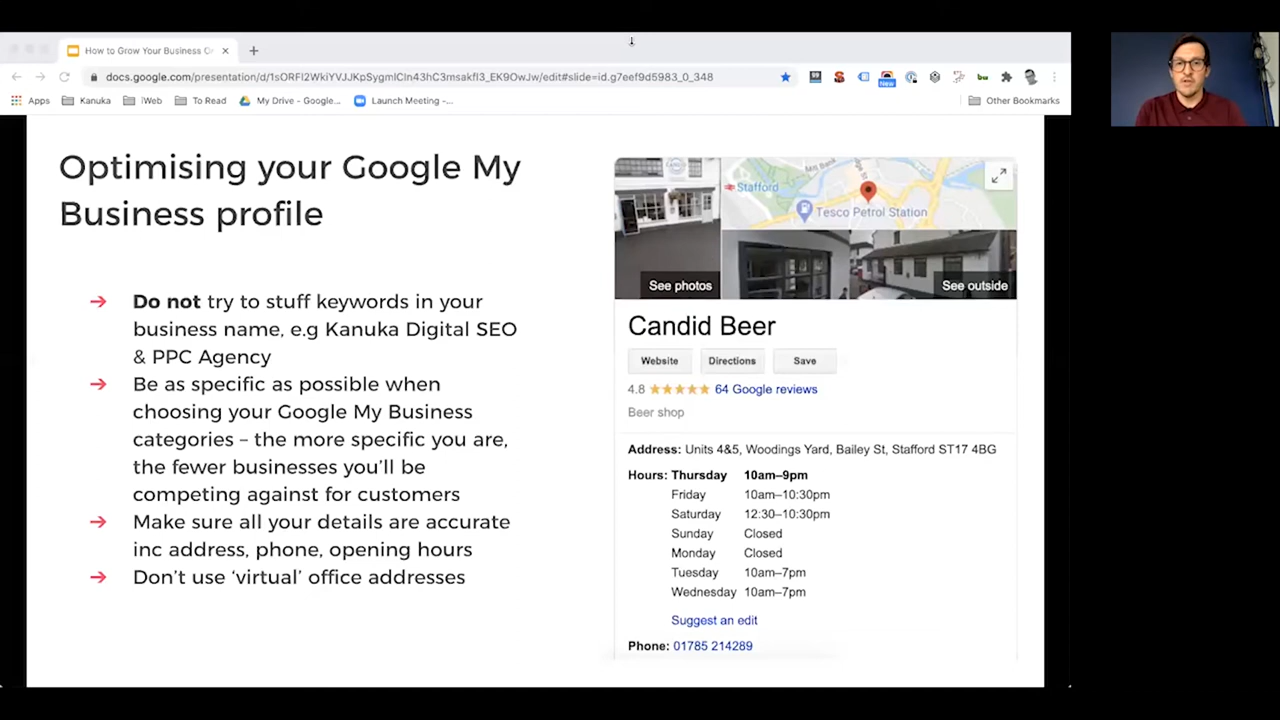 How to Grow Your Business
docs.google.com/presentation/d/1sORFl2WkiYVJJKpSygmlCln43hC3msakfI3_EK9OwJw/edit#slide=id.g7eef9d5983_0_348
New
Apps Kanuka iWeb To Read My Drive - Google... Launch Meeting -... Other Bookmarks
Optimising your Google My
Business profile
➔ Do not try to stuff keywords in your
business name, e.g Kanuka Digital SEO
& PPC Agency
➔ Be as specific as possible when
choosing your Google My Business
categories – the more specific you are,
the fewer businesses you’ll be
competing against for customers
➔ Make sure all your details are accurate
inc address, phone, opening hours
➔ Don’t use ‘virtual’ office addresses
Mill Bank
Stafford
Tesco Petrol Station
See photos
See outside
Candid Beer
Website Directions Save
4.8 ★★★★★ 64 Google reviews
Beer shop
Address: Units 4&5, Woodings Yard, Bailey St, Stafford ST17 4BG
Hours: Thursday 10am–9pm
Friday 10am–10:30pm
Saturday 12:30–10:30pm
Sunday Closed
Monday Closed
Tuesday 10am–7pm
Wednesday 10am–7pm
Suggest an edit
Phone: 01785 214289